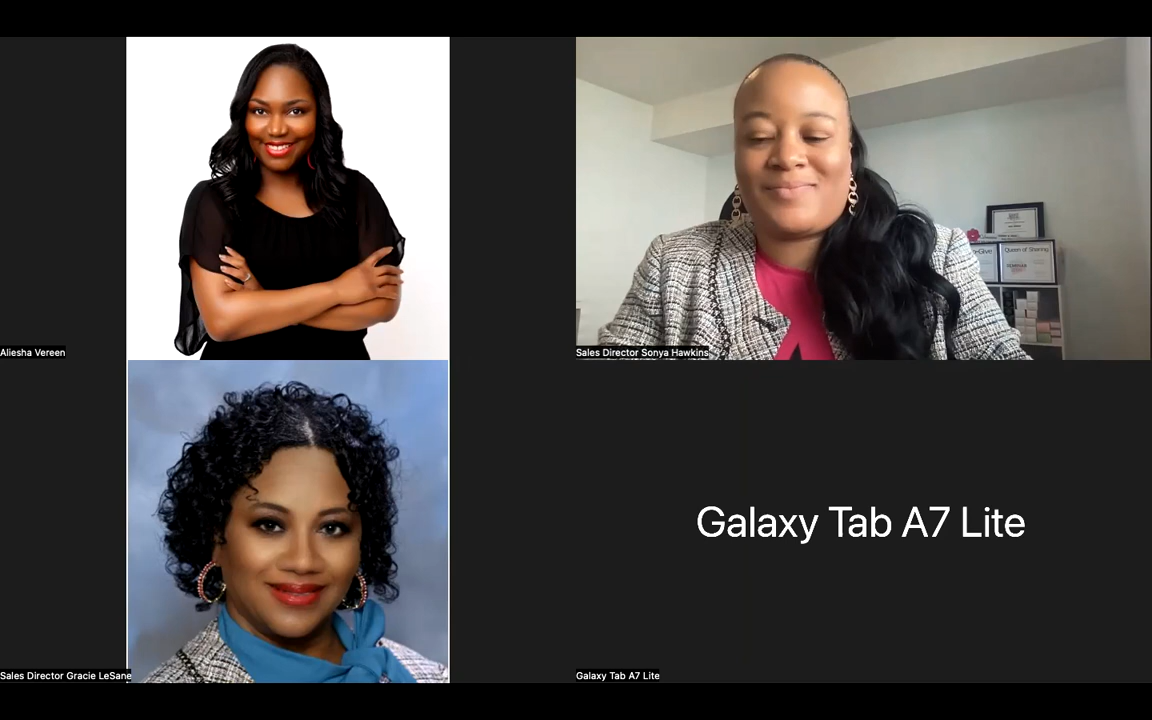 Aliesha Vereen
Queen of Sharing
Sales Director Sonya Hawkins
Galaxy Tab A7 Lite
Sales Director Gracie LeSane
Galaxy Tab A7 Lite